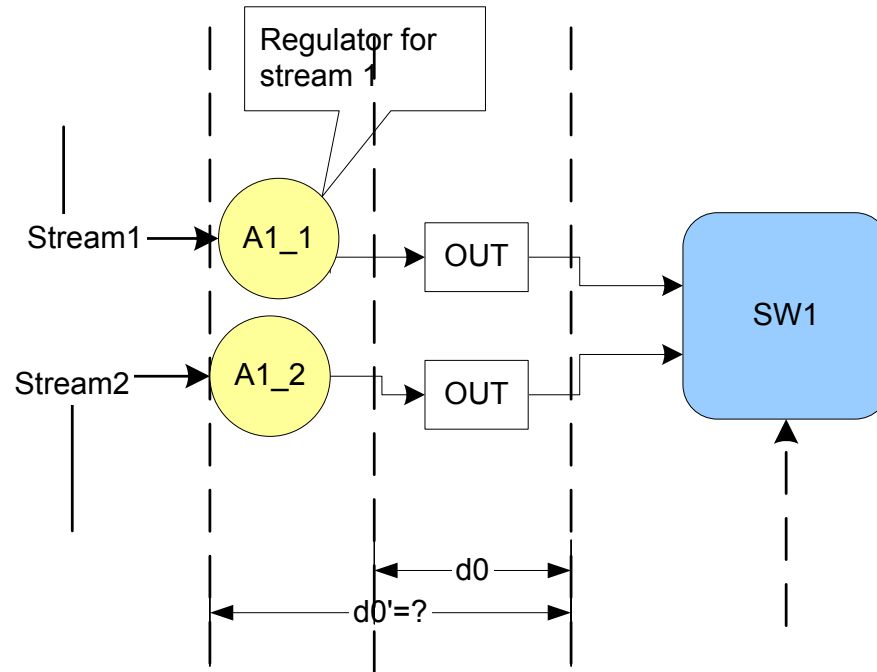 Regulator for
stream 1
Stream1
A1_1
OUT
SW1
Stream2
A1_2
OUT
d0
d0'=?